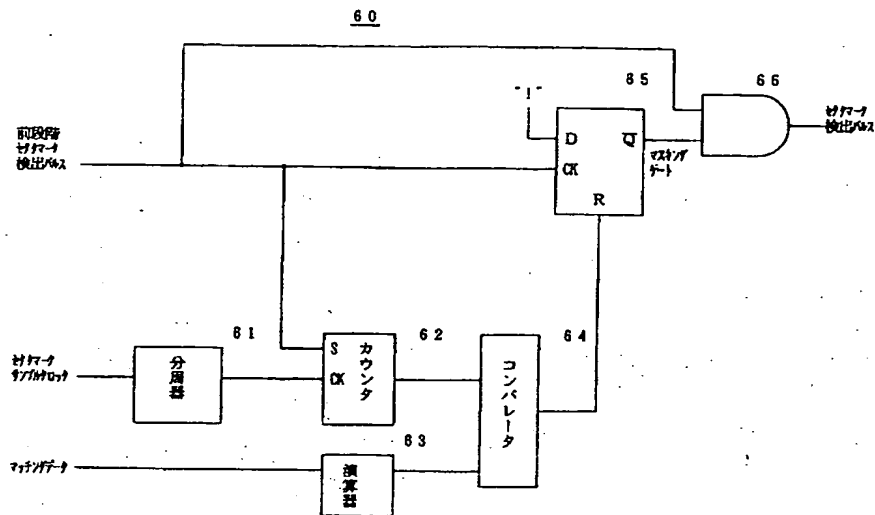 60
"1"
65
66
前段階
セクタマーク
検出パルス
D
Q
CK
R
マスキング
ゲート
セクタマーク
検出パルス
61
62
64
セクタマーク
サンプルクロック
分周器
S
CK
カウンタ
コンパレータ
63
マッチングデータ
演算器